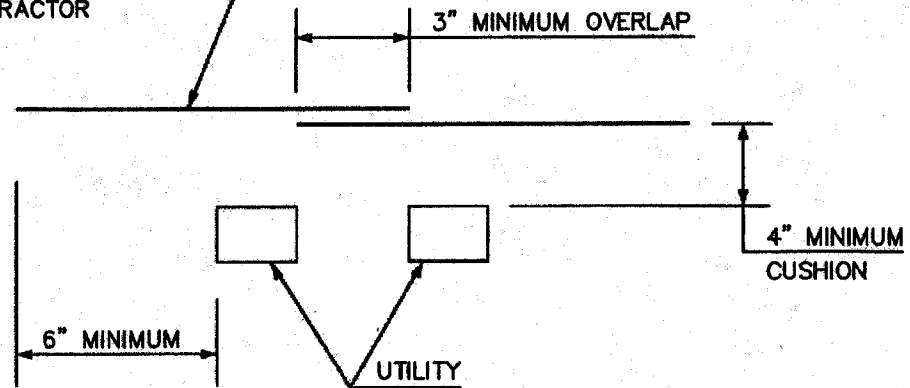 RACTOR
3" MINIMUM OVERLAP
4" MINIMUM
CUSHION
6" MINIMUM
UTILITY